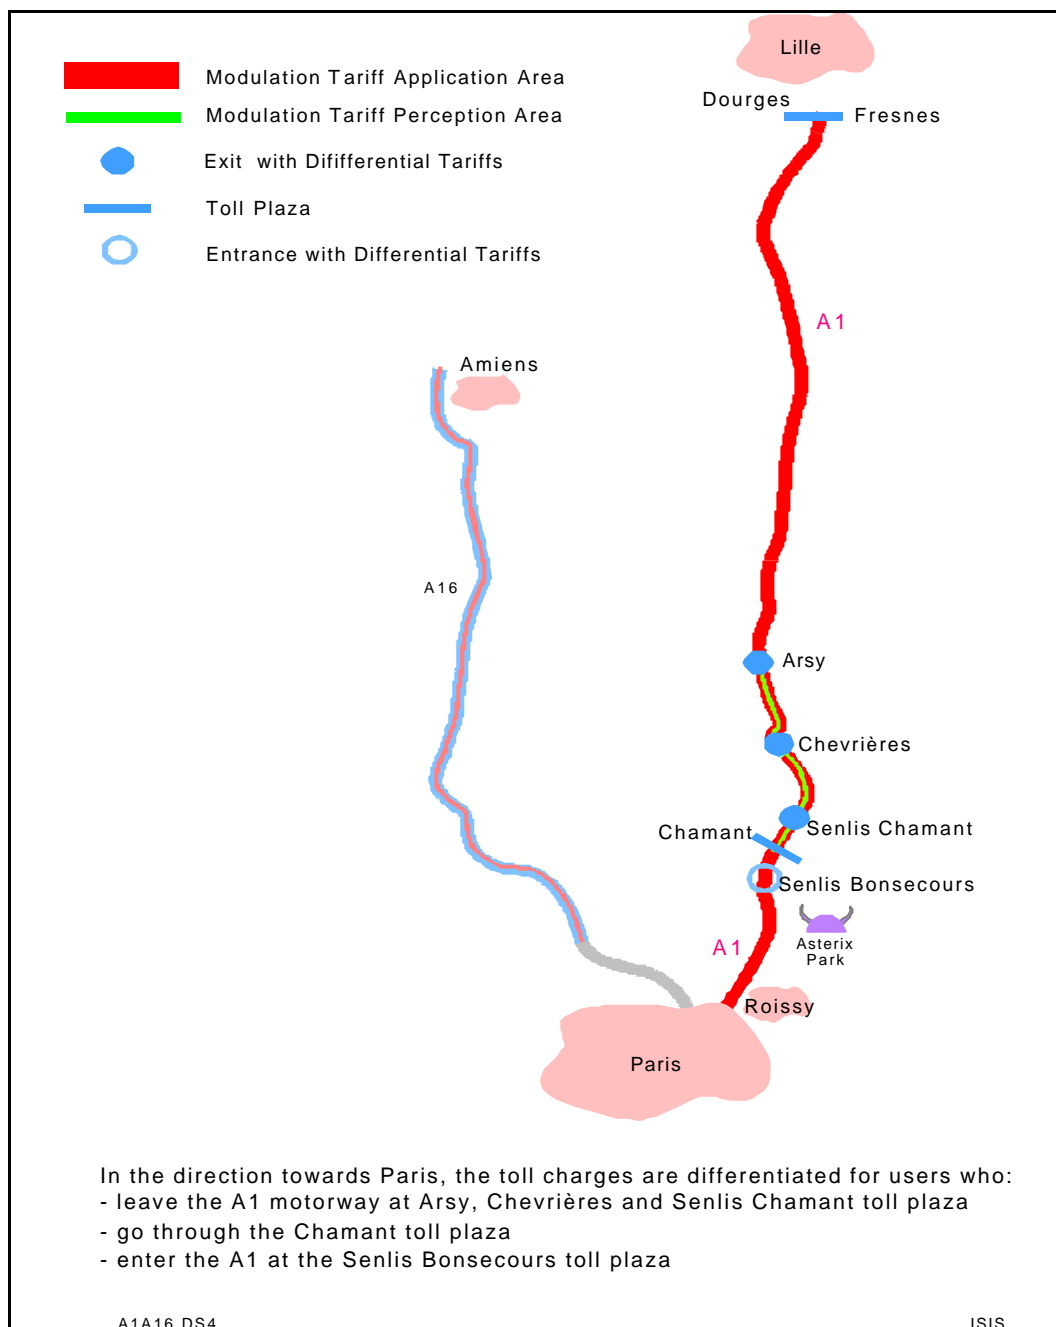 Lille
Modulation Tariff Application Area
Dourges
Modulation Tariff Perception Area
Fresnes
Exit with Dififferential Tariffs
Toll Plaza
Entrance with Differential Tariffs
A1
Amiens
A16
Arsy
Chevrières
Chamant
Senlis Chamant
Senlis Bonsecours
A1
Asterix
Park
Roissy
Paris
In the direction towards Paris, the toll charges are differentiated for users who:
- leave the A1 motorway at Arsy, Chevrières and Senlis Chamant toll plaza
- go through the Chamant toll plaza
- enter the A1 at the Senlis Bonsecours toll plaza
A1A16 DS4
ISIS